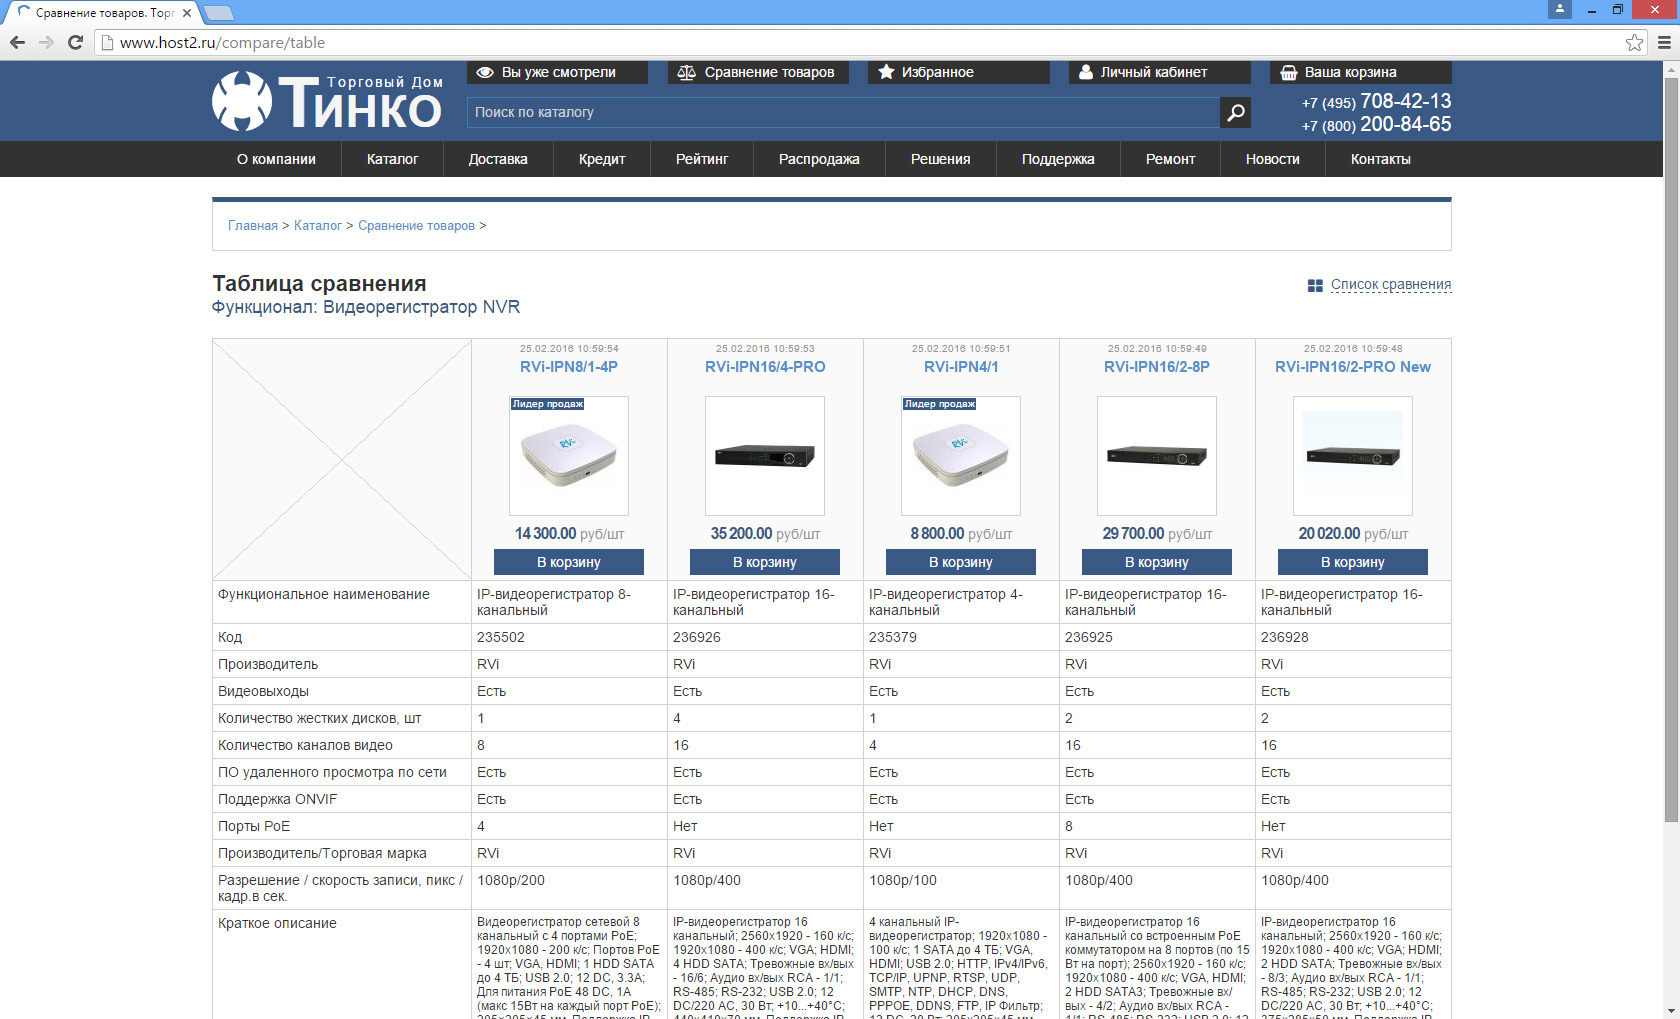 Сравнение товаров. Торг
www.host2.ru/compare/table
Торговый Дом
Тинко
Вы уже смотрели
Сравнение товаров
Избранное
Личный кабинет
Ваша корзина
Поиск по каталогу
+7 (495) 708-42-13
+7 (800) 200-84-65
О компании Каталог Доставка Кредит Рейтинг Распродажа Решения Поддержка Ремонт Новости Контакты
Главная > Каталог > Сравнение товаров >
Таблица сравнения
Список сравнения
Функционал: Видеорегистратор NVR
25.02.2016 10:59:54 25.02.2016 10:59:53 25.02.2016 10:59:51 25.02.2016 10:59:49 25.02.2016 10:59:48
RVi-IPN8/1-4P RVi-IPN16/4-PRO RVi-IPN4/1 RVi-IPN16/2-8P RVi-IPN16/2-PRO New
Лидер продаж Лидер продаж
RVi RVi
14 300.00 руб/шт 35 200.00 руб/шт 8 800.00 руб/шт 29 700.00 руб/шт 20 020.00 руб/шт
В корзину В корзину В корзину В корзину В корзину
Функциональное наименование IP-видеорегистратор 8- IP-видеорегистратор 16- IP-видеорегистратор 4- IP-видеорегистратор 16- IP-видеорегистратор 16-
канальный канальный канальный канальный канальный
Код 235502 236926 235379 236925 236928
Производитель RVi RVi RVi RVi RVi
Видеовыходы Есть Есть Есть Есть Есть
Количество жестких дисков, шт 1 4 1 2 2
Количество каналов видео 8 16 4 16 16
ПО удаленного просмотра по сети Есть Есть Есть Есть Есть
Поддержка ONVIF Есть Есть Есть Есть Есть
Порты PoE 4 Нет Нет 8 Нет
Производитель/Торговая марка RVi RVi RVi RVi RVi
Разрешение / скорость записи, пикс / 1080p/200 1080p/400 1080p/100 1080p/400 1080p/400
кадр.в сек.
Краткое описание
Видеорегистратор сетевой 8
канальный с 4 портами PoE;
1920x1080 - 200 к/с; Портов PoE
- 4 шт; VGA, HDMI; 1 HDD SATA
до 4 ТБ; USB 2.0; 12 DC, 3.3А;
Для питания PoE 48 DC, 1А
(макс 15Вт на каждый порт PoE);
IP-видеорегистратор 16
канальный; 2560x1920 - 160 к/с;
1920x1080 - 400 к/с; VGA; HDMI;
4 HDD SATA; Тревожные вх/вых
- 16/6; Аудио вх/вых RCA - 1/1;
RS-485; RS-232; USB 2.0; 12
DC/220 AC, 30 Вт; +10...+40°С;
4 канальный IP-
видеорегистратор; 1920x1080 -
100 к/с; 1 SATA до 4 ТБ; VGA,
HDMI; USB 2.0; HTTP, IPv4/IPv6,
TCP/IP, UPNP, RTSP, UDP,
SMTP, NTP, DHCP, DNS,
PPPOE, DDNS, FTP, IP Фильтр;
IP-видеорегистратор 16
канальный со встроенным PoE
коммутатором на 8 портов (по 15
Вт на порт); 2560x1920 - 160 к/с;
1920x1080 - 400 к/с; VGA, HDMI;
2 HDD SATA3; Тревожные вх/
вых - 4/2; Аудио вх/вых RCA -
IP-видеорегистратор 16
канальный; 2560x1920 - 160 к/с;
1920x1080 - 400 к/с; VGA; HDMI;
2 HDD SATA; Тревожные вх/вых
- 8/3; Аудио вх/вых RCA - 1/1;
RS-485; RS-232; USB 2.0; 12
DC/220 AC, 30 Вт; +10...+40°С;